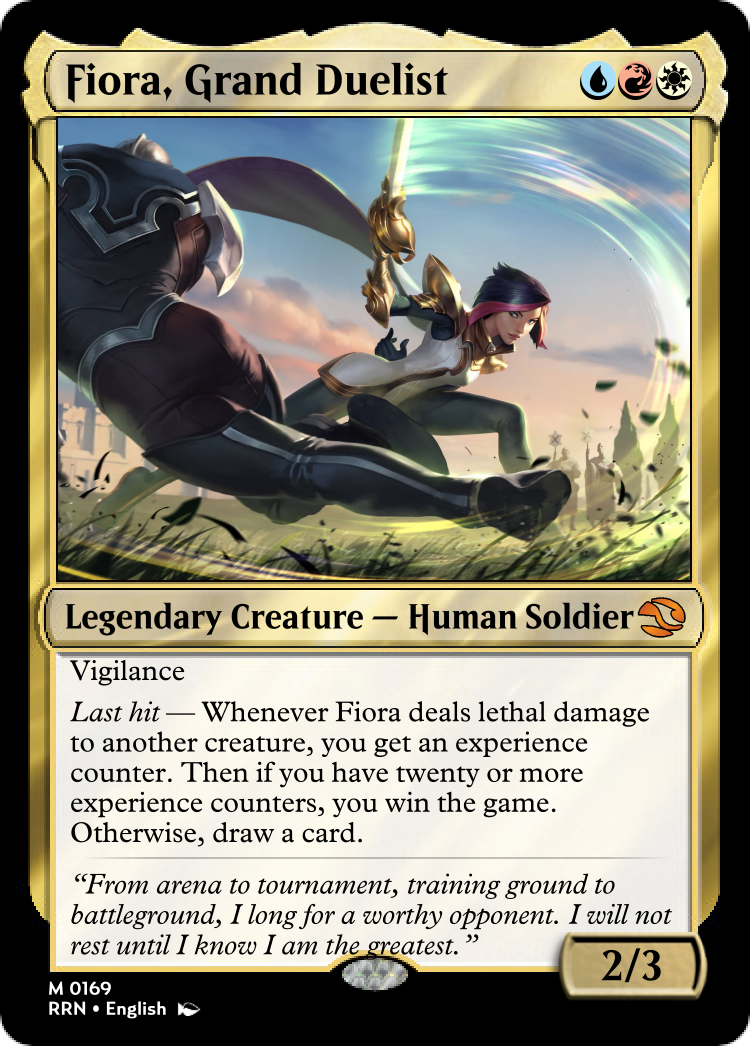 Fiora, Grand Duelist
Legendary Creature — Human Soldier
Vigilance
Last hit — Whenever Fiora deals lethal damage
to another creature, you get an experience
counter. Then if you have twenty or more
experience counters, you win the game.
Otherwise, draw a card.
“From arena to tournament, training ground to
battleground, I long for a worthy opponent. I will not
rest until I know I am the greatest.”
2/3
M 0169
RRN • English